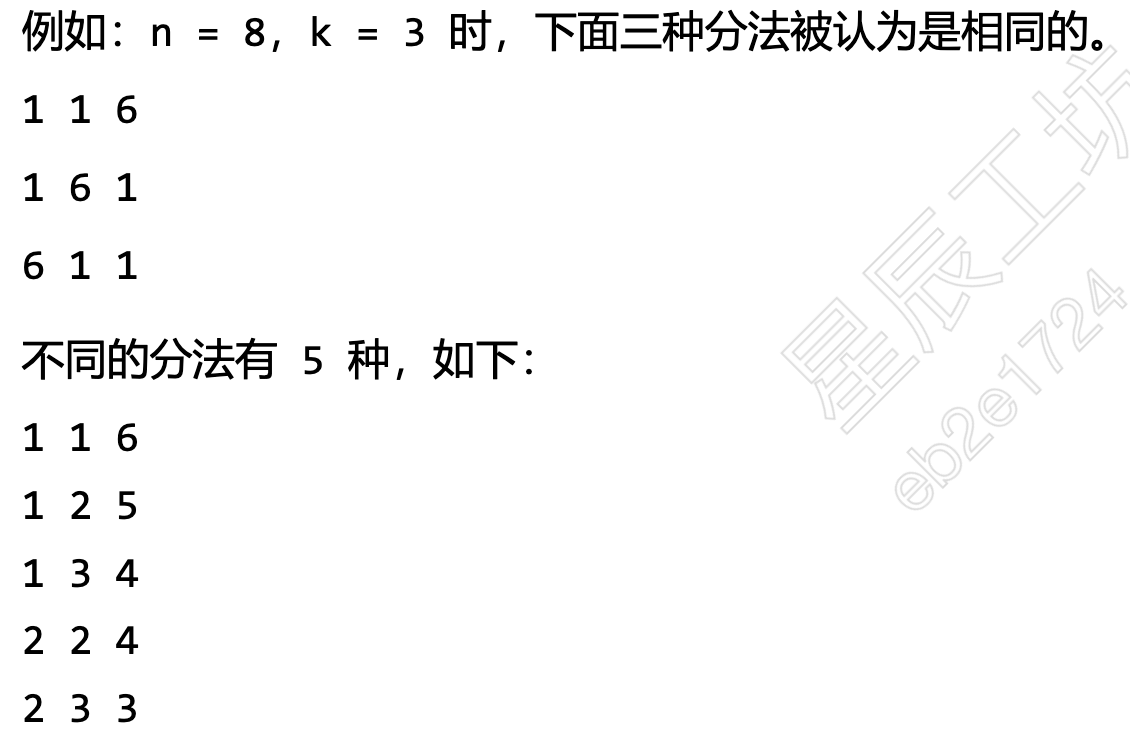 例如：n = 8，k = 3 时，下面三种分法被认为是相同的。
1 1 6
1 6 1
6 1 1
不同的分法有 5 种，如下：
1 1 6
1 2 5
1 3 4
2 2 4
2 3 3
星辰工坊
eb2e1724